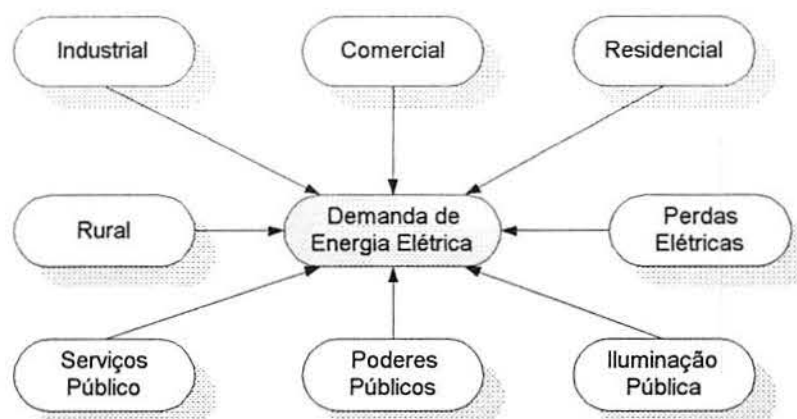 Industrial
Comercial
Residencial
Rural
Demanda de
Energia Elétrica
Perdas
Elétricas
Serviços
Público
Poderes
Públicos
Iluminação
Pública